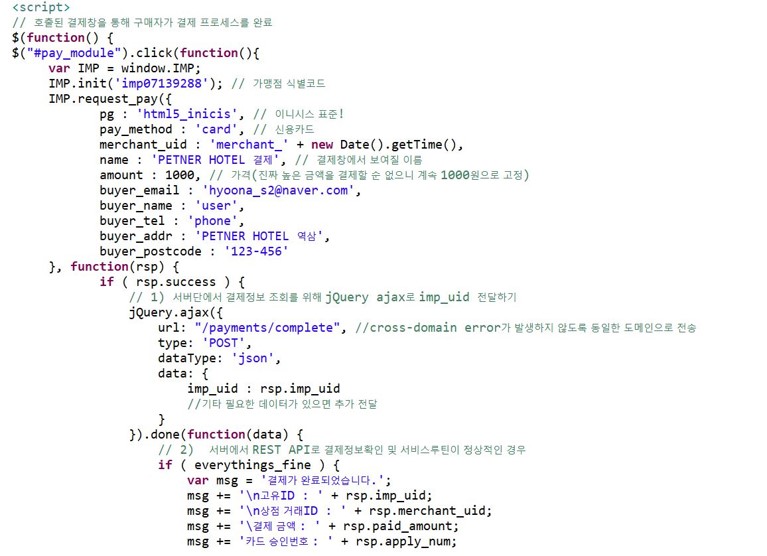 <script>
// 호출된 결제창을 통해 구매자가 결제 프로세스를 완료
$(function() {
$("#pay_module").click(function(){
var IMP = window.IMP;
IMP.init('imp07139288'); // 가맹점 식별코드
IMP.request_pay({
pg : 'html5_inicis', // 이니시스 표준!
pay_method : 'card', // 신용카드
merchant_uid : 'merchant_' + new Date().getTime(),
name : 'PETNER HOTEL 결제', // 결제창에서 보여질 이름
amount : 1000, // 가격(진짜 높은 금액을 결제할 순 없으니 계속 1000원으로 고정)
buyer_email : 'hyoona_s2@naver.com',
buyer_name : 'user',
buyer_tel : 'phone',
buyer_addr : 'PETNER HOTEL 역삼',
buyer_postcode : '123-456'
}, function(rsp) {
if ( rsp.success ) {
// 1) 서버단에서 결제정보 조회를 위해 jQuery ajax로 imp_uid 전달하기
jQuery.ajax({
url: "/payments/complete", //cross-domain error가 발생하지 않도록 동일한 도메인으로 전송
type: 'POST',
dataType: 'json',
data: {
imp_uid : rsp.imp_uid
//기타 필요한 데이터가 있으면 추가 전달
}
}).done(function(data) {
// 2) 서버에서 REST API로 결제정보확인 및 서비스루틴이 정상적인 경우
if ( everythings_fine ) {
var msg = '결제가 완료되었습니다.';
msg += '\n고유ID : ' + rsp.imp_uid;
msg += '\n상점 거래ID : ' + rsp.merchant_uid;
msg += '\결제 금액 : ' + rsp.paid_amount;
msg += '카드 승인번호 : ' + rsp.apply_num;